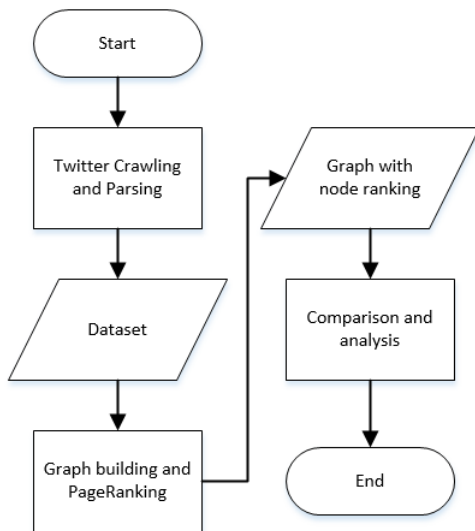 Start
Twitter Crawling
and Parsing
Dataset
Graph building and
PageRanking
Graph with
node ranking
Comparison and
analysis
End